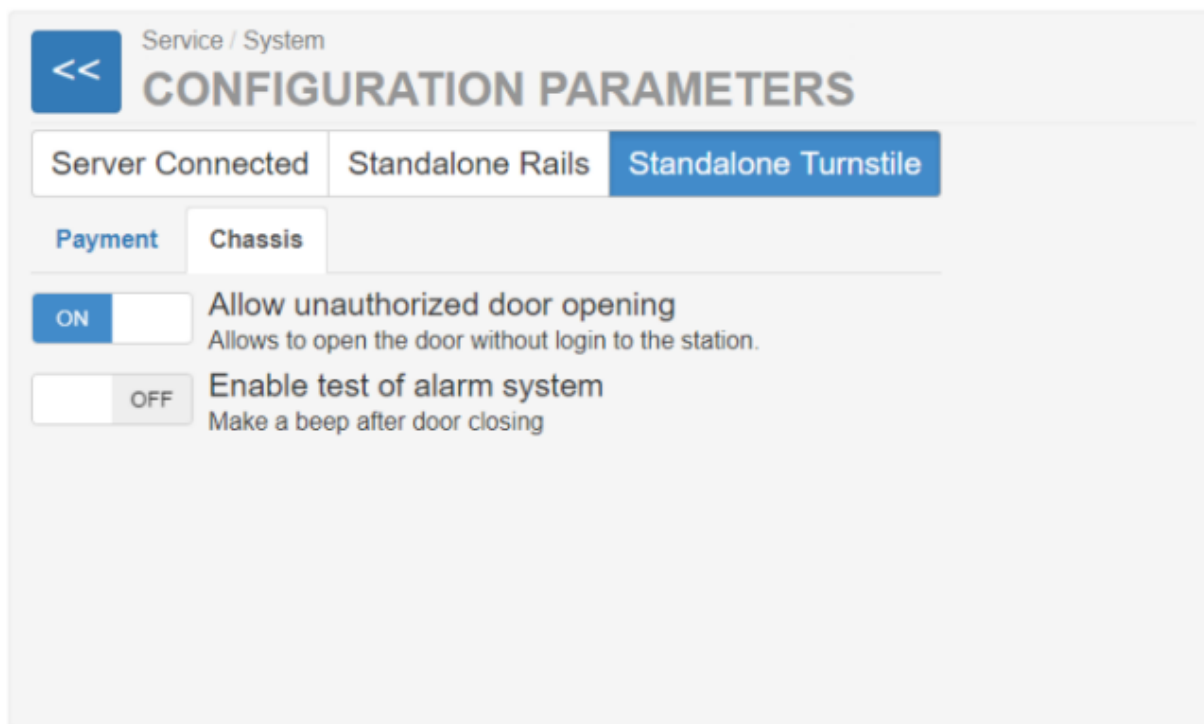 <<
Service / System
CONFIGURATION PARAMETERS
Server Connected Standalone Rails Standalone Turnstile
Payment Chassis
ON Allow unauthorized door opening
Allows to open the door without login to the station.
OFF Enable test of alarm system
Make a beep after door closing